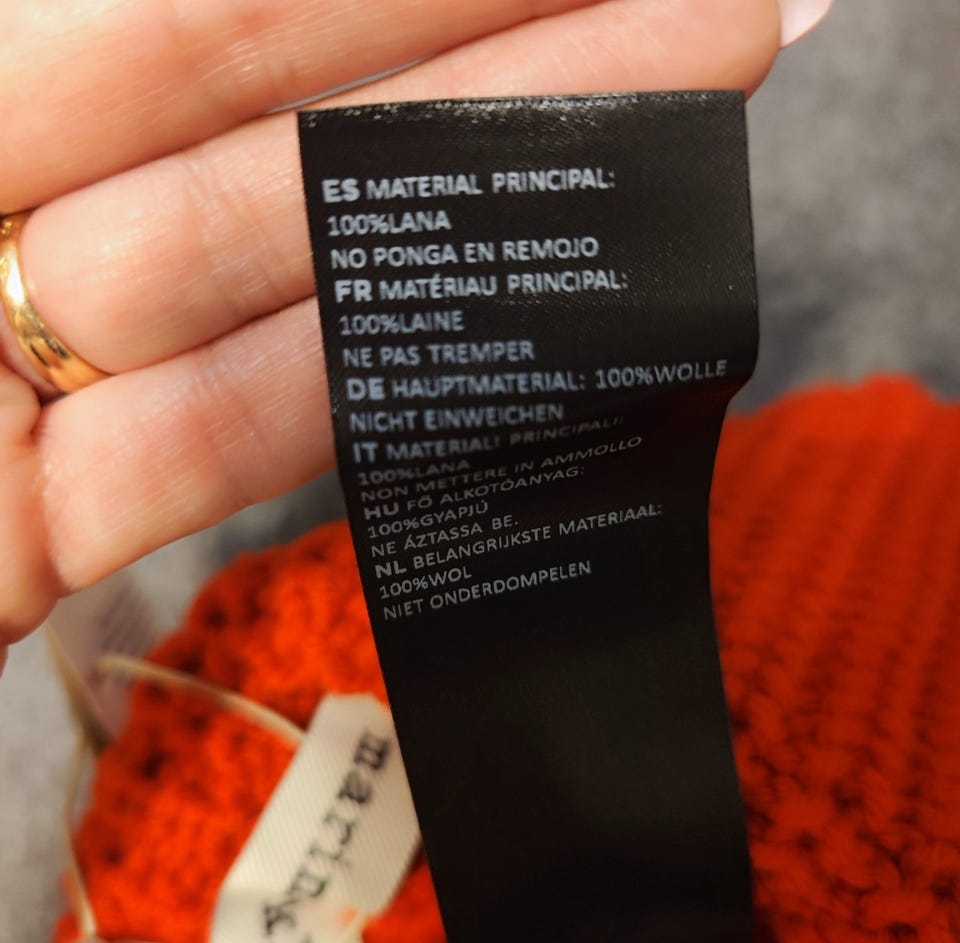 ES MATERIAL PRINCIPAL:
100%LANA
NO PONGA EN REMOJO
FR MATÉRIAU PRINCIPAL:
100%LAINE
NE PAS TREMPER
DE HAUPTMATERIAL: 100%WOLLE
NICHT EINWEICHEN
IT MATERIALI PRINCIPALI:
100%LANA
NON METTERE IN AMMOLLO
HU FŐ ALKOTÓANYAG:
100%GYAPJÚ
NE ÁZTASSA BE.
NL BELANGRIJKSTE MATERIAAL:
100%WOL
NIET ONDERDOMPELEN